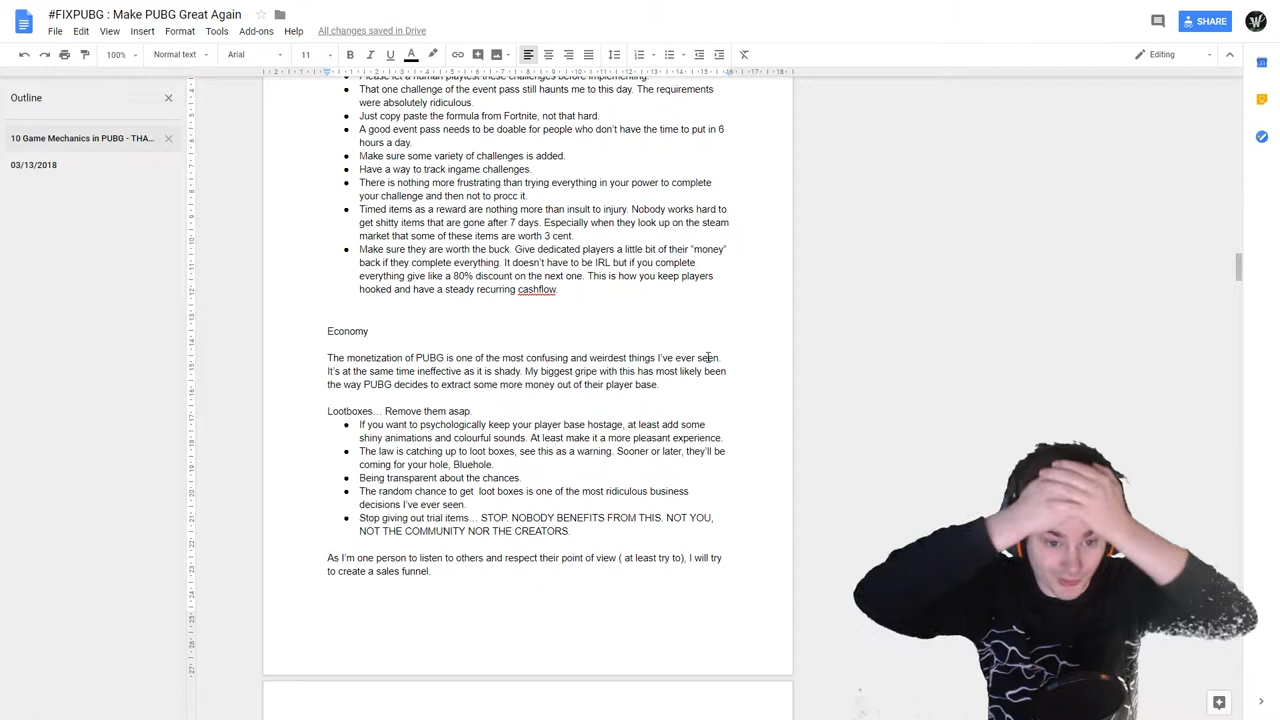 #FIXPUBG : Make PUBG Great Again
File Edit View Insert Format Tools Add-ons Help All changes saved in Drive
SHARE
100% Normal text Arial 11 B I U A Editing
Outline
10 Game Mechanics in PUBG - THA...
03/13/2018
Please let a human playtest these challenges before implementing.
● That one challenge of the event pass still haunts me to this day. The requirements
were absolutely ridiculous.
● Just copy paste the formula from Fortnite, not that hard.
● A good event pass needs to be doable for people who don't have the time to put in 6
hours a day.
● Make sure some variety of challenges is added.
● Have a way to track ingame challenges.
● There is nothing more frustrating than trying everything in your power to complete
your challenge and then not to procc it.
● Timed items as a reward are nothing more than insult to injury. Nobody works hard to
get shitty items that are gone after 7 days. Especially when they look up on the steam
market that some of these items are worth 3 cent.
● Make sure they are worth the buck. Give dedicated players a little bit of their "money"
back if they complete everything. It doesn't have to be IRL but if you complete
everything give like a 80% discount on the next one. This is how you keep players
hooked and have a steady recurring cashflow.
Economy
The monetization of PUBG is one of the most confusing and weirdest things I've ever seen.
It's at the same time ineffective as it is shady. My biggest gripe with this has most likely been
the way PUBG decides to extract some more money out of their player base.
Lootboxes... Remove them asap.
● If you want to psychologically keep your player base hostage, at least add some
shiny animations and colourful sounds. At least make it a more pleasant experience.
● The law is catching up to loot boxes, see this as a warning. Sooner or later, they'll be
coming for your hole, Bluehole.
● Being transparent about the chances.
● The random chance to get loot boxes is one of the most ridiculous business
decisions I've ever seen.
● Stop giving out trial items... STOP. NOBODY BENEFITS FROM THIS. NOT YOU,
NOT THE COMMUNITY NOR THE CREATORS.
As I'm one person to listen to others and respect their point of view ( at least try to), I will try
to create a sales funnel.